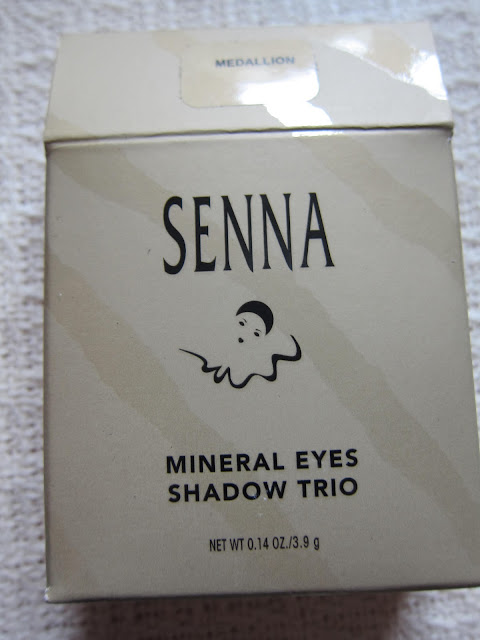 MEDALLION
SENNA
MINERAL EYES
SHADOW TRIO
NET WT 0.14 OZ./3.9 g